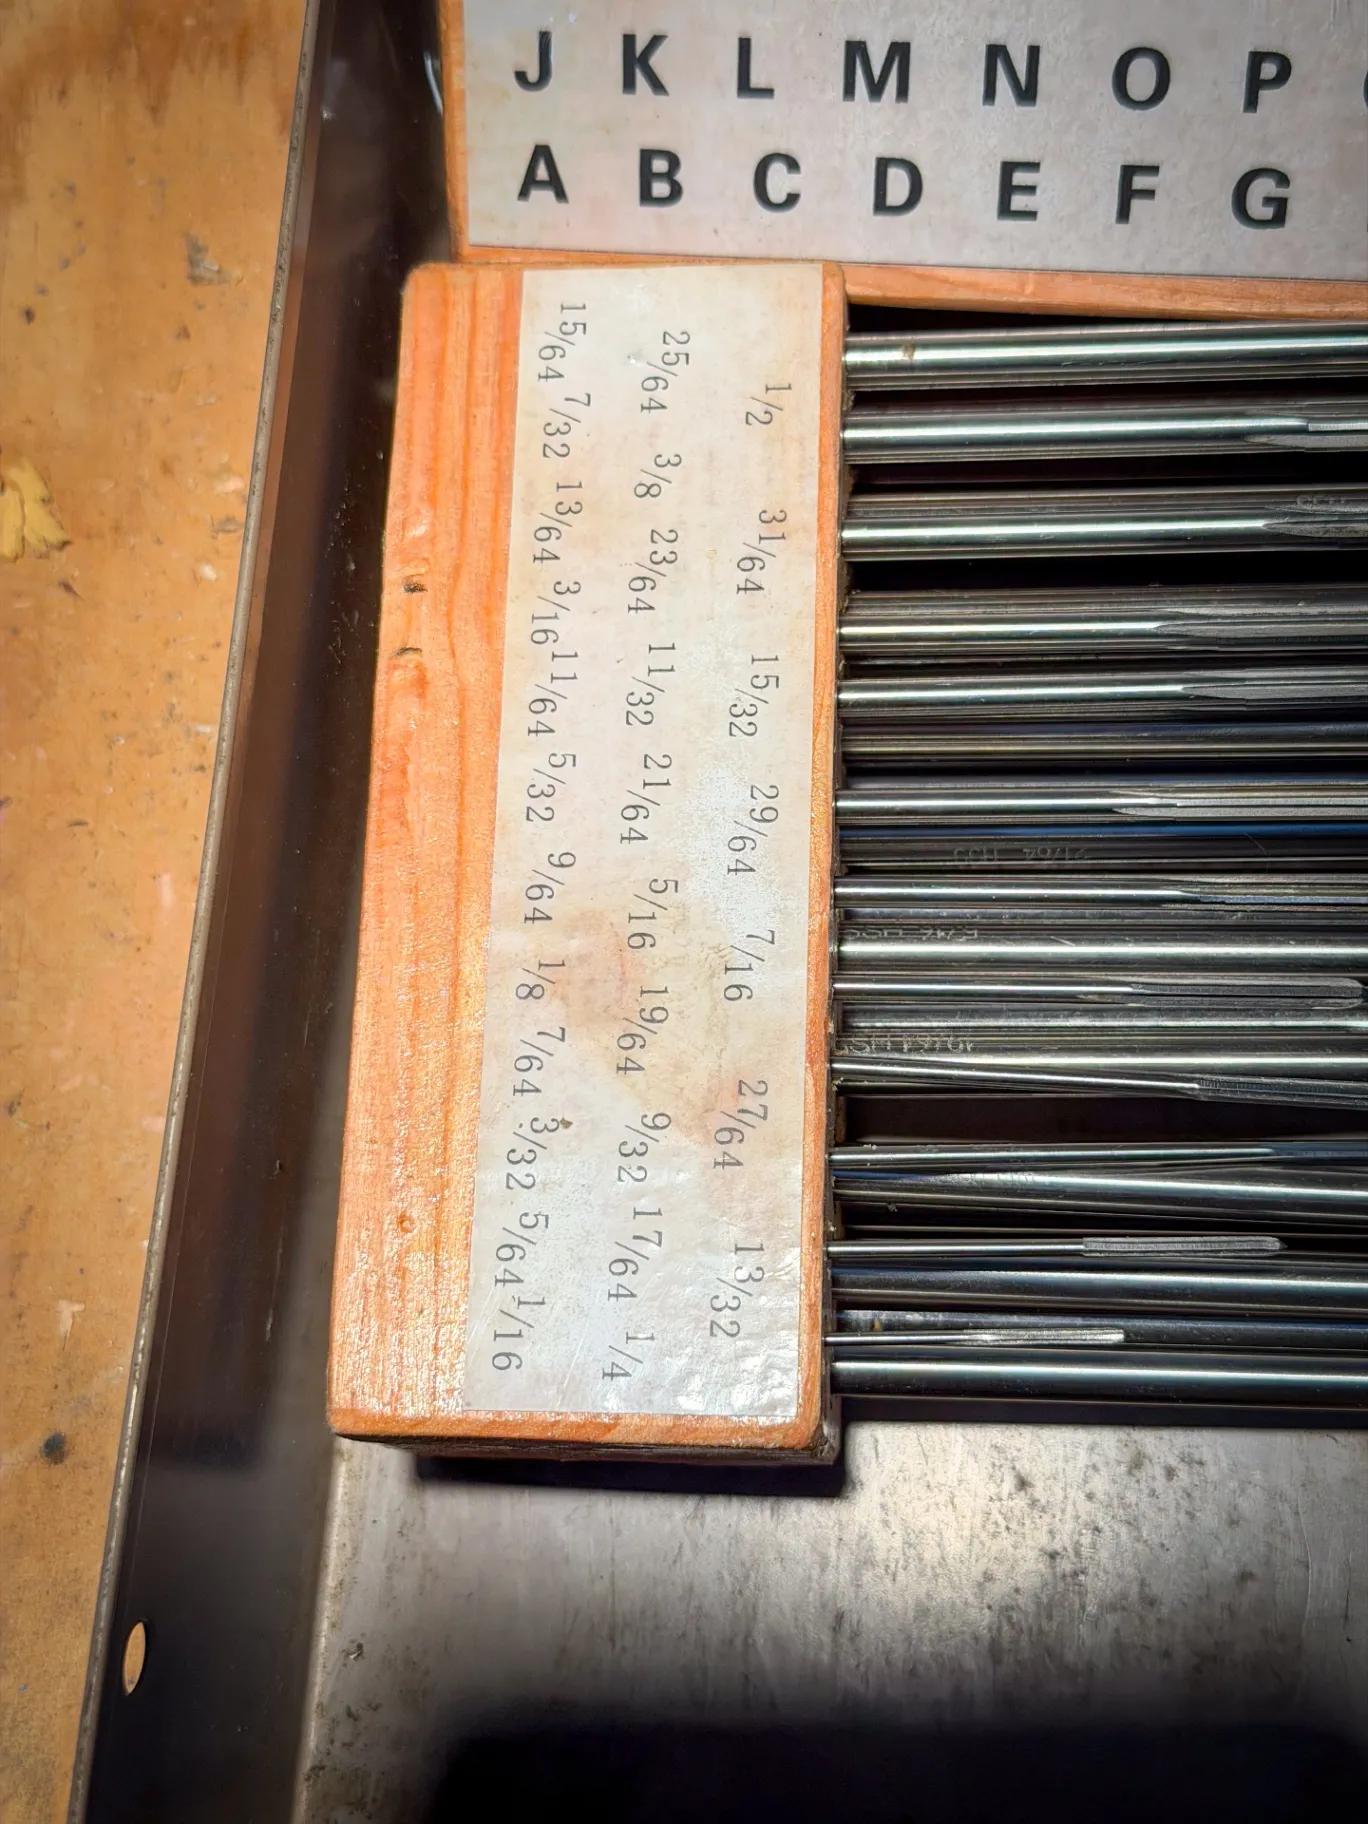 J K L M N O P
A B C D E F G
1/2 31/64 15/32 29/64 7/16 27/64 13/32
25/64 3/8 23/64 11/32 21/64 5/16 19/64 9/32 17/64 1/4
15/64 7/32 13/64 3/16 11/64 5/32 9/64 1/8 7/64 3/32 5/64 1/16
21/64 HSS